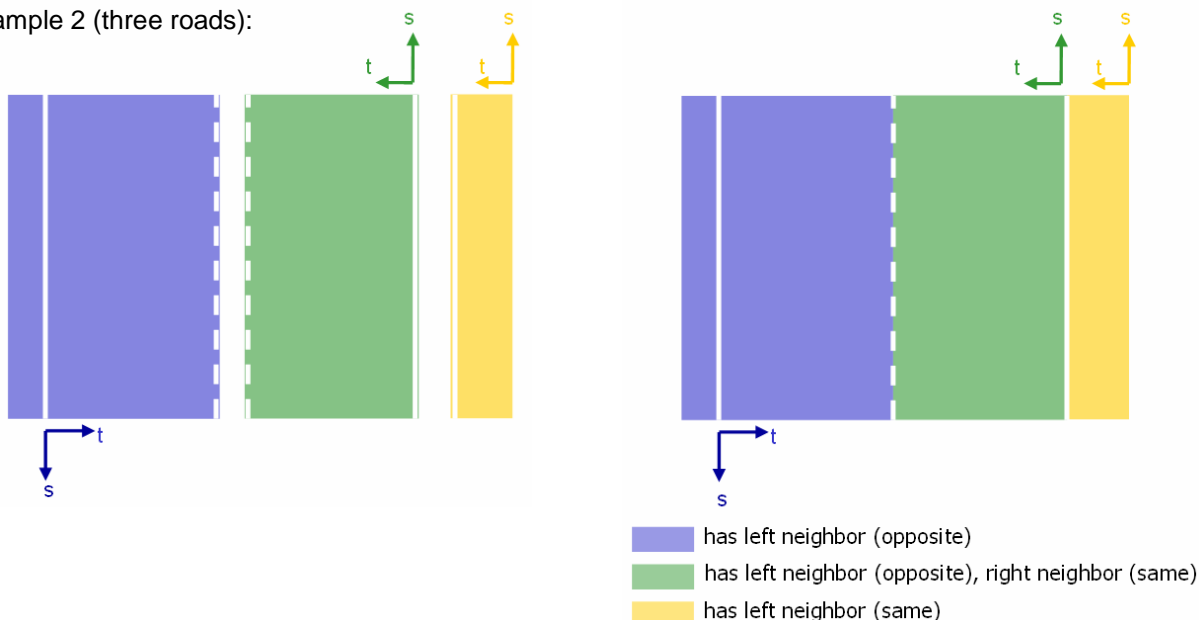 ample 2 (three roads):
s s s s
t t t t
t t
s s
has left neighbor (opposite)
has left neighbor (opposite), right neighbor (same)
has left neighbor (same)